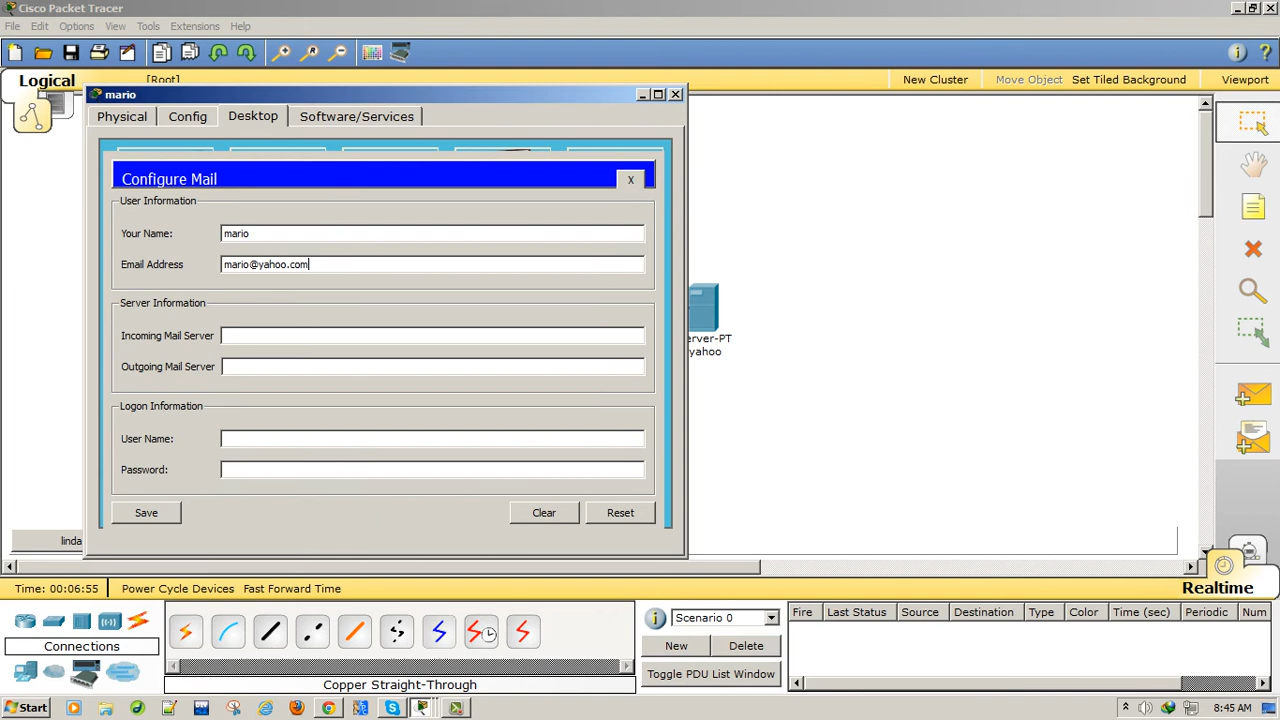 Cisco Packet Tracer
File Edit Options View Tools Extensions Help
Logical [Root] New Cluster Move Object Set Tiled Background Viewport
mario
Physical Config Desktop Software/Services
Configure Mail X
User Information
Your Name: mario
Email Address mario@yahoo.com
Server Information
Incoming Mail Server
Outgoing Mail Server
Logon Information
User Name:
Password:
Save Clear Reset
erver-PT
yahoo
linda
Time: 00:06:55 Power Cycle Devices Fast Forward Time Realtime
Connections
Copper Straight-Through
Scenario 0
New Delete
Toggle PDU List Window
Fire Last Status Source Destination Type Color Time (sec) Periodic Num
Start 8:45 AM